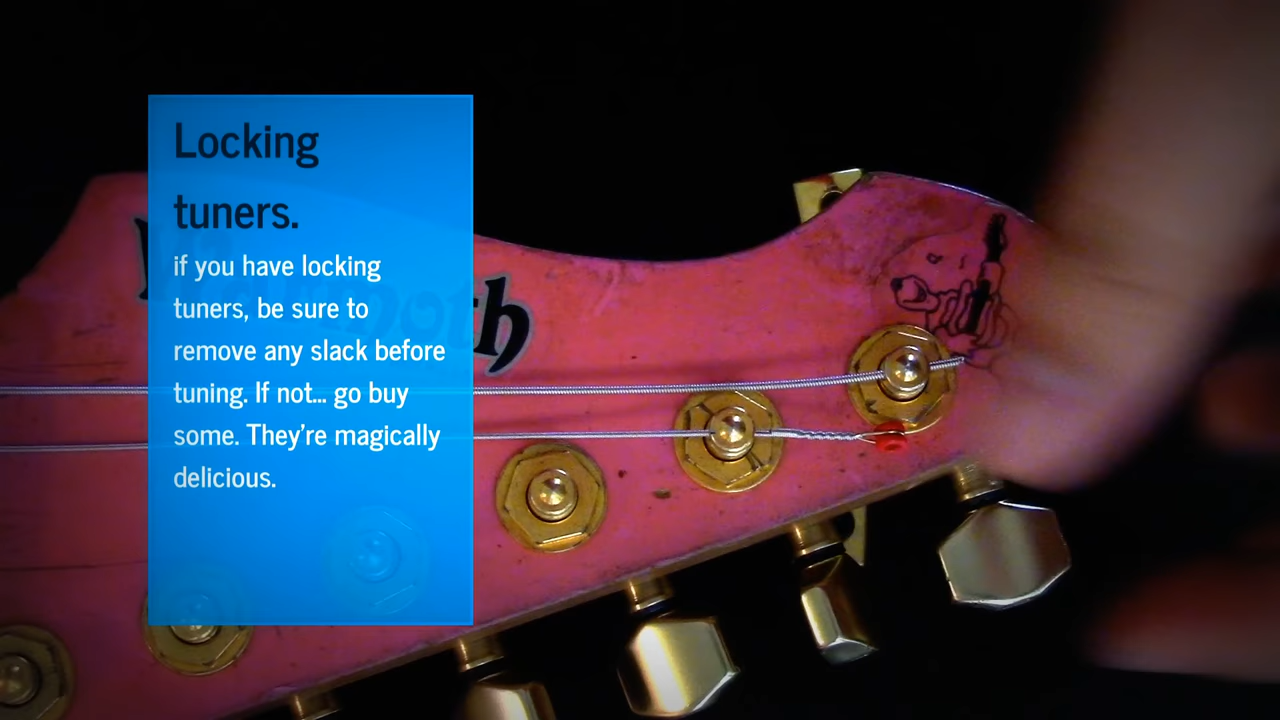 Locking
tuners.
if you have locking
tuners, be sure to
remove any slack before
tuning. If not... go buy
some. They're magically
delicious.